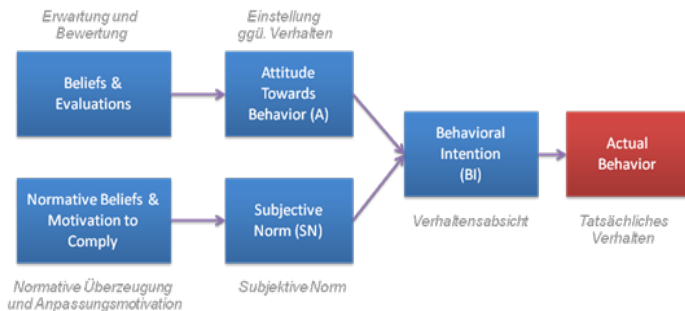 Erwartung und
Bewertung
Einstellung
ggü. Verhalten
Beliefs &
Evaluations
Attitude
Towards
Behavior (A)
Behavioral
Intention
(BI)
Actual
Behavior
Normative Beliefs &
Motivation to
Comply
Subjective
Norm (SN)
Verhaltensabsicht
Tatsächliches
Verhalten
Normative Überzeugung
und Anpassungsmotivation
Subjektive Norm